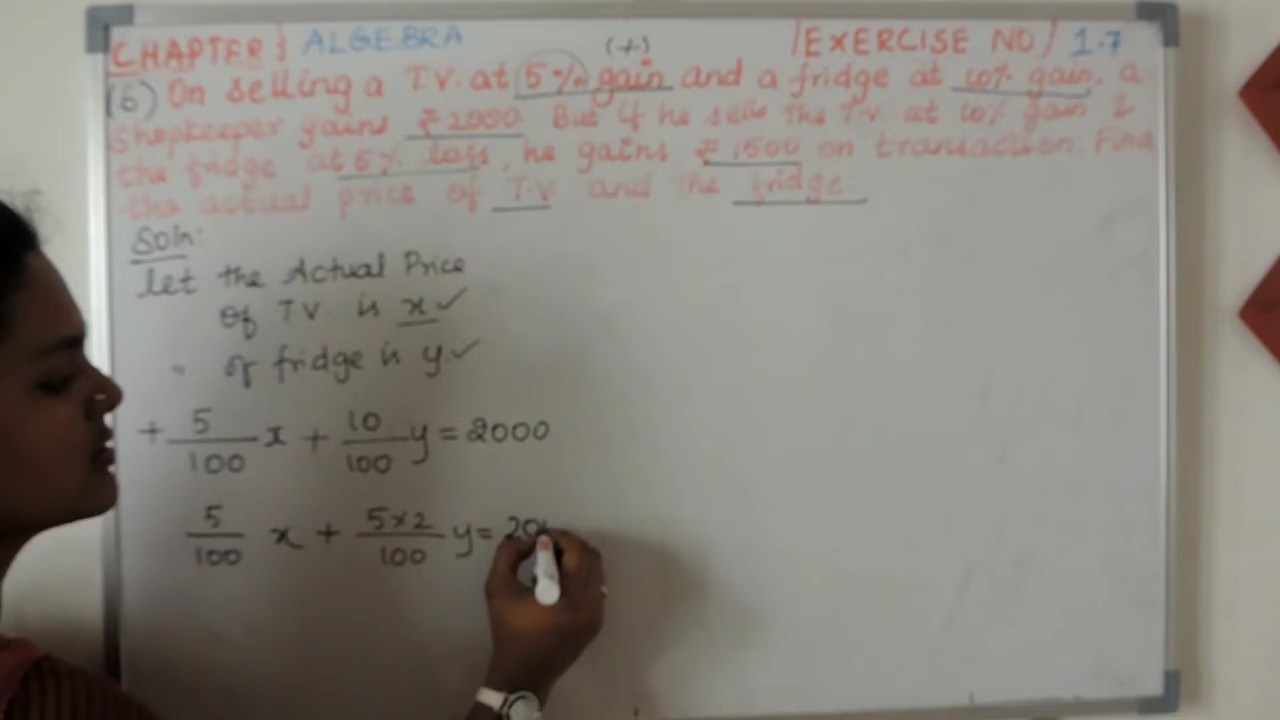 CHAPTER} ALGEBRA (+) /EXERCISE NO/ 1.7
(6) On selling a T.V. at 5% gain and a fridge at 10% gain, a
Shopkeeper gains ₹2000. But if he sells the T.V. at 10% gain &
the fridge at 5% loss, he gains ₹1500 on transaction. Find
the actual price of T.V and the fridge.
Soln:
let the Actual Price
of T.V. is x ✓
" of fridge is y. ✓
+ 5/100 x + 10/100 y = 2000
5/100 x + 5×2/100 y = 20